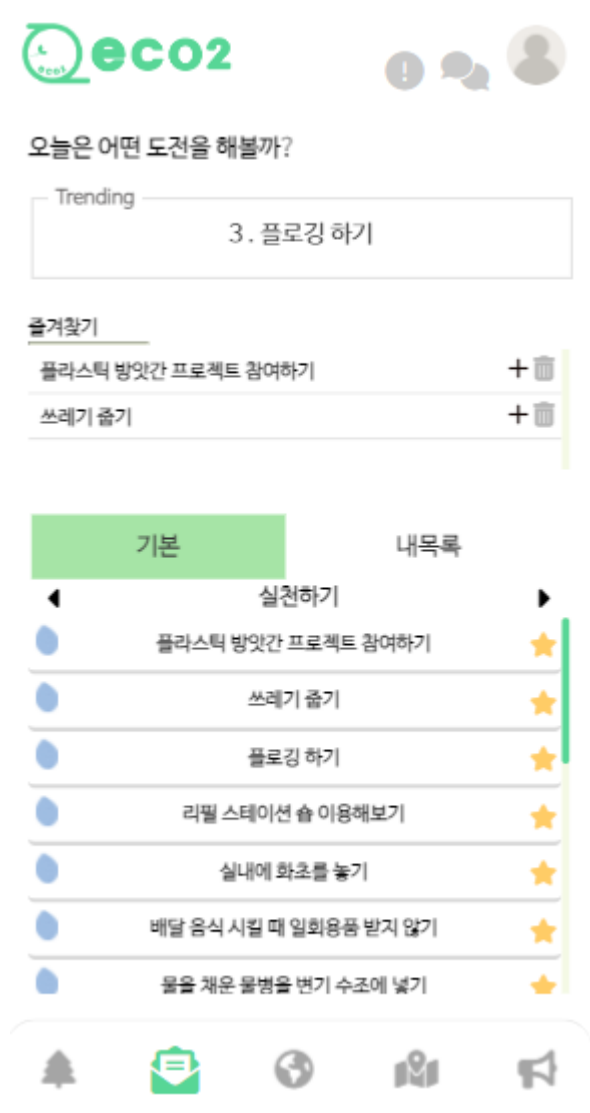 eco2
eco2
오늘은 어떤 도전을 해볼까?
Trending
3 . 플로깅 하기
즐겨찾기
플라스틱 방앗간 프로젝트 참여하기
쓰레기 줍기
기본
내목록
실천하기
플라스틱 방앗간 프로젝트 참여하기
쓰레기 줍기
플로깅 하기
리필 스테이션 숍 이용해보기
실내에 화초를 놓기
배달 음식 시킬 때 일회용품 받지 않기
물을 채운 물병을 변기 수조에 넣기